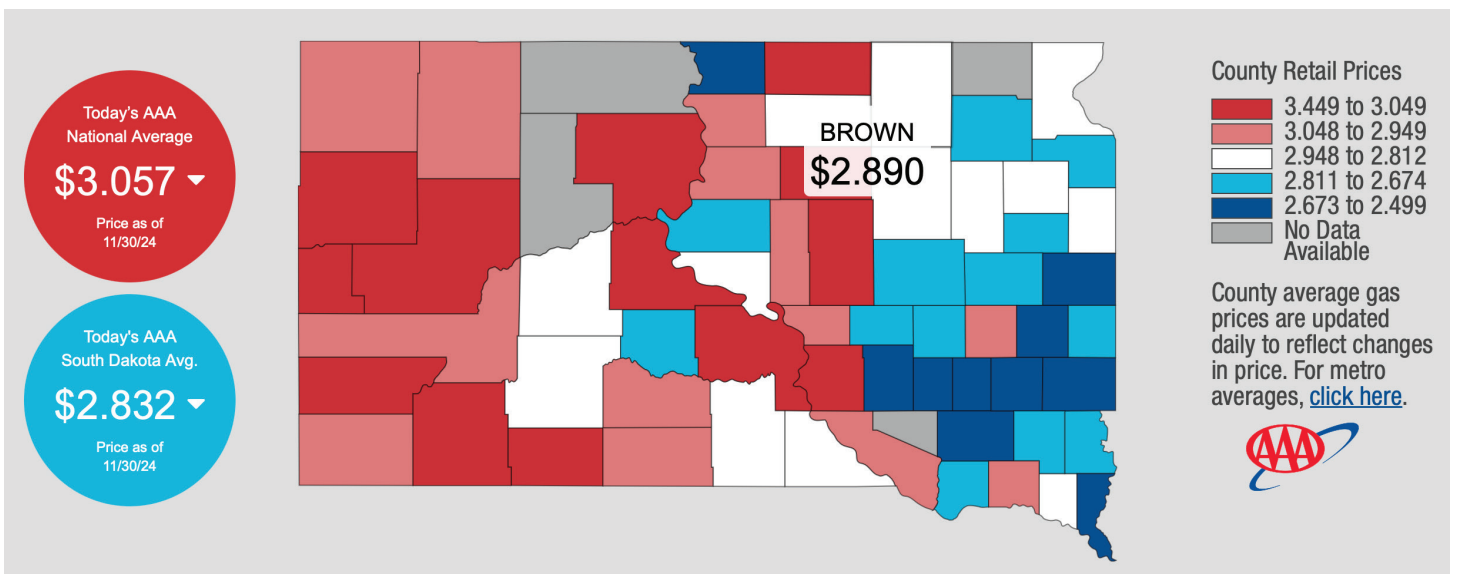 Today's AAA
National Average
$3.057
Price as of
11/30/24
Today's AAA
South Dakota Avg.
$2.832
Price as of
11/30/24
BROWN
$2.890
County Retail Prices
3.449 to 3.049
3.048 to 2.949
2.948 to 2.812
2.811 to 2.674
2.673 to 2.499
No Data
Available
County average gas
prices are updated
daily to reflect changes
in price. For metro
averages, click here.
AAA